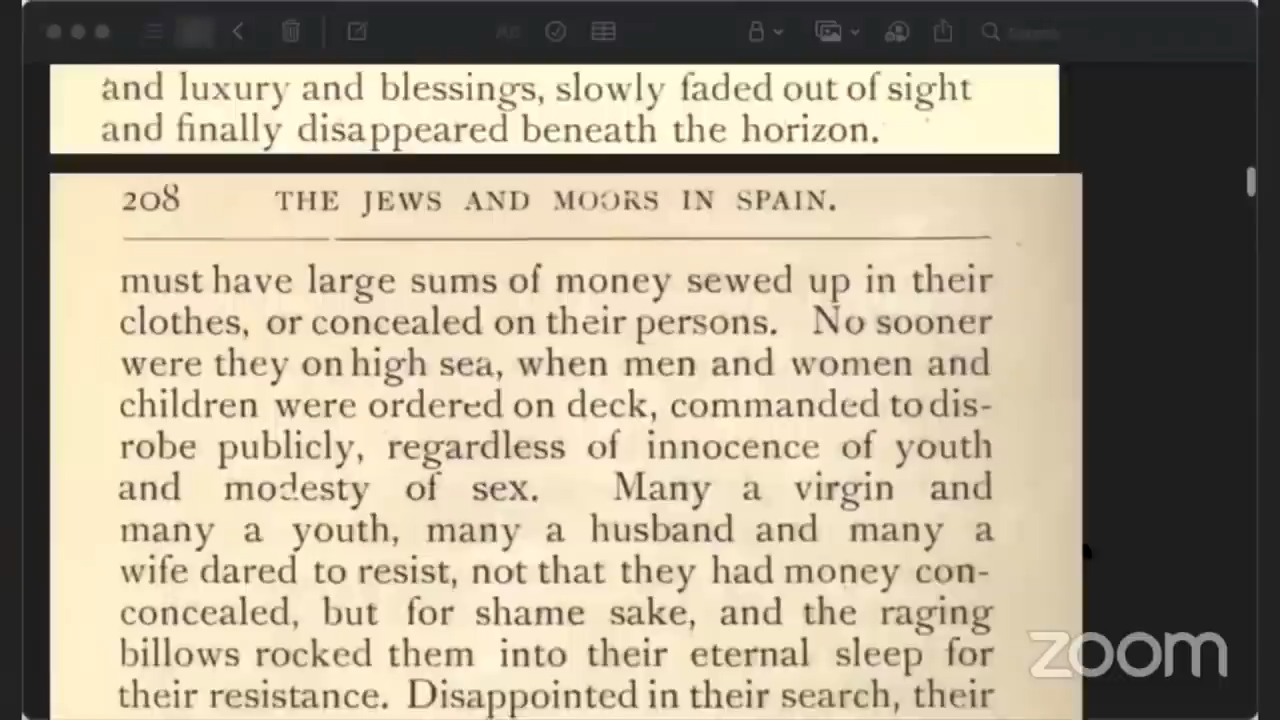 and luxury and blessings, slowly faded out of sight
and finally disappeared beneath the horizon.
208 THE JEWS AND MOORS IN SPAIN.
must have large sums of money sewed up in their
clothes, or concealed on their persons. No sooner
were they on high sea, when men and women and
children were ordered on deck, commanded to dis-
robe publicly, regardless of innocence of youth
and modesty of sex. Many a virgin and
many a youth, many a husband and many a
wife dared to resist, not that they had money con-
concealed, but for shame sake, and the raging
billows rocked them into their eternal sleep for
their resistance. Disappointed in their search, their
zoom